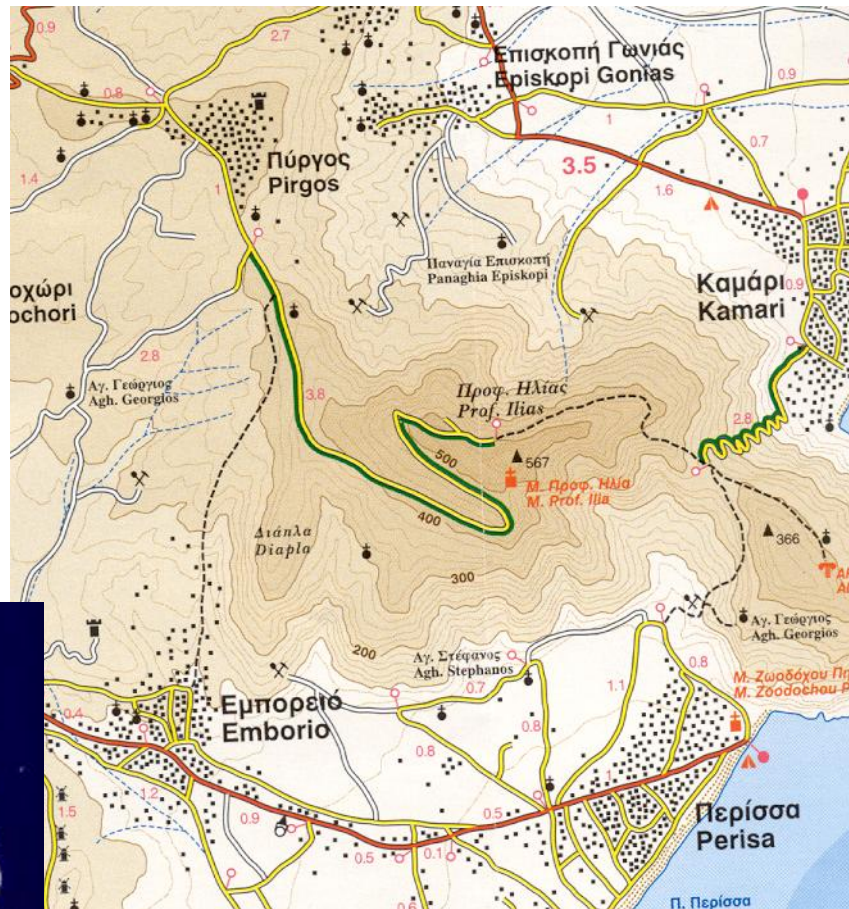 0.9
2.7
Επισκοπή Γωνιάς
Episkopi Gonias
0.9
0.8
1
0.7
Πύργος
Pirgos
3.5
1.6
1.4
1
Παναγία Επισκοπή
Panaghia Episkopi
Καμάρι
Kamari
0.9
οχώρι
ochori
2.8
Αγ. Γεώργιος
Agh. Georgios
3.8
Προφ. Ηλίας
Prof. Ilias
2.8
500
567
Μ. Προφ. Ηλία
M. Prof. Ilia
400
Διάπλα
Diapla
366
300
Αγ. Γεώργιος
Agh. Georgios
200
Αγ. Στέφανος
Agh. Stephanos
0.7
1.1
0.8
Μ. Ζωοδόχου Πη
M. Zoodochou P
Εμπορειό
Emborio
0.4
0.8
0.8
1.2
1
Περίσσα
Perisa
1.5
0.9
0.5
0.5
0.1
0.6
Π. Περίσσα